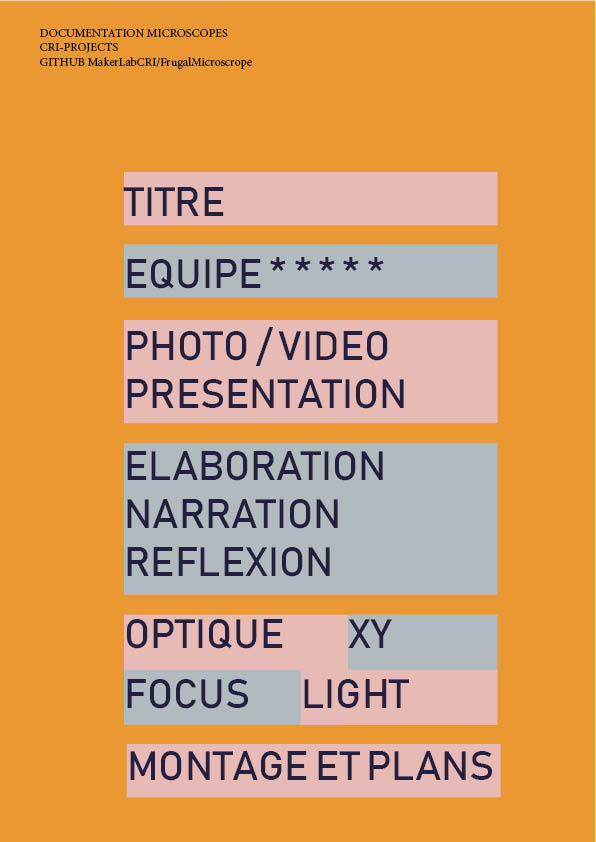 DOCUMENTATION MICROSCOPES
CRI-PROJECTS
GITHUB MakerLabCRI/FrugalMicroscrope
TITRE
EQUIPE * * * * *
PHOTO / VIDEO
PRESENTATION
ELABORATION
NARRATION
REFLEXION
OPTIQUE XY
FOCUS LIGHT
MONTAGE ET PLANS